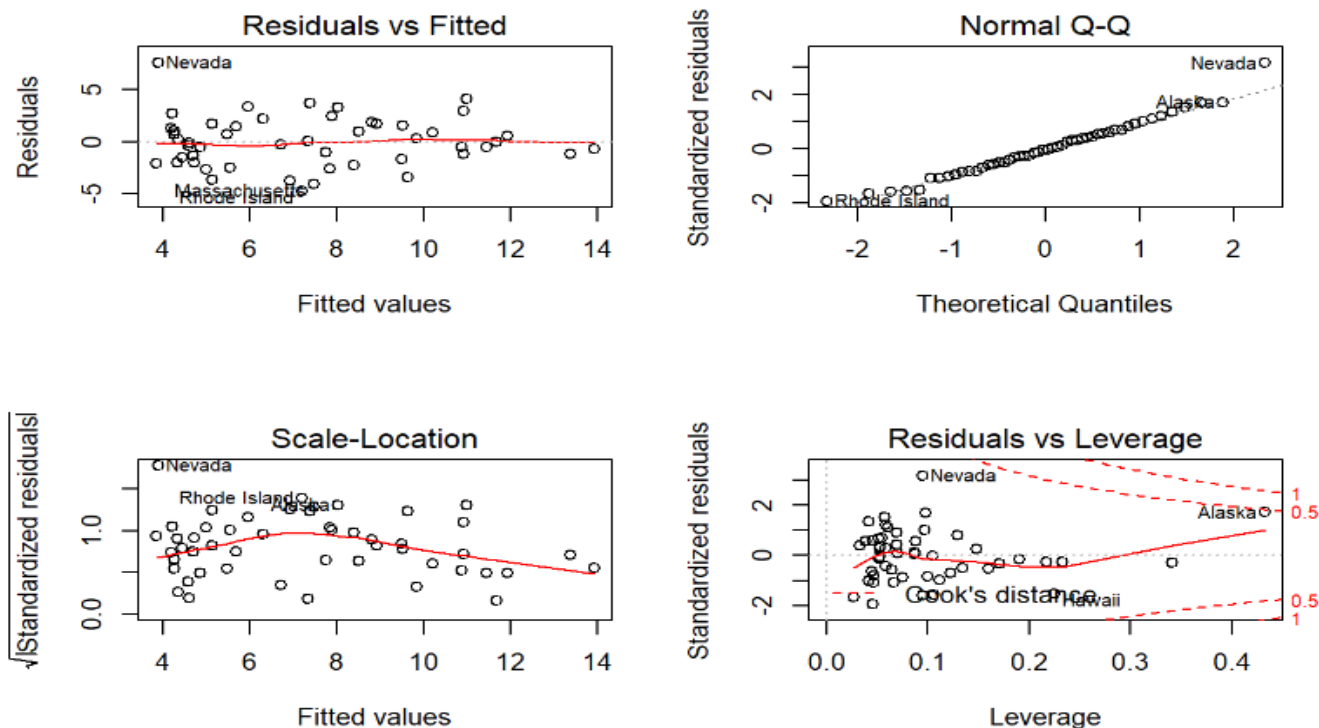 Residuals vs Fitted
Residuals
5
0
-5
Nevada
Massachusetts
Rhode Island
4 6 8 10 12 14
Fitted values
Normal Q-Q
Standardized residuals
2
0
-2
Nevada
Alaska
Rhode Island
-2 -1 0 1 2
Theoretical Quantiles
Scale-Location
√|Standardized residuals|
1.0
0.0
Nevada
Rhode Island
Alaska
4 6 8 10 12 14
Fitted values
Residuals vs Leverage
Standardized residuals
2
0
-2
Nevada
Alaska
Hawaii
Cook's distance
1
0.5
0.5
1
0.0 0.1 0.2 0.3 0.4
Leverage